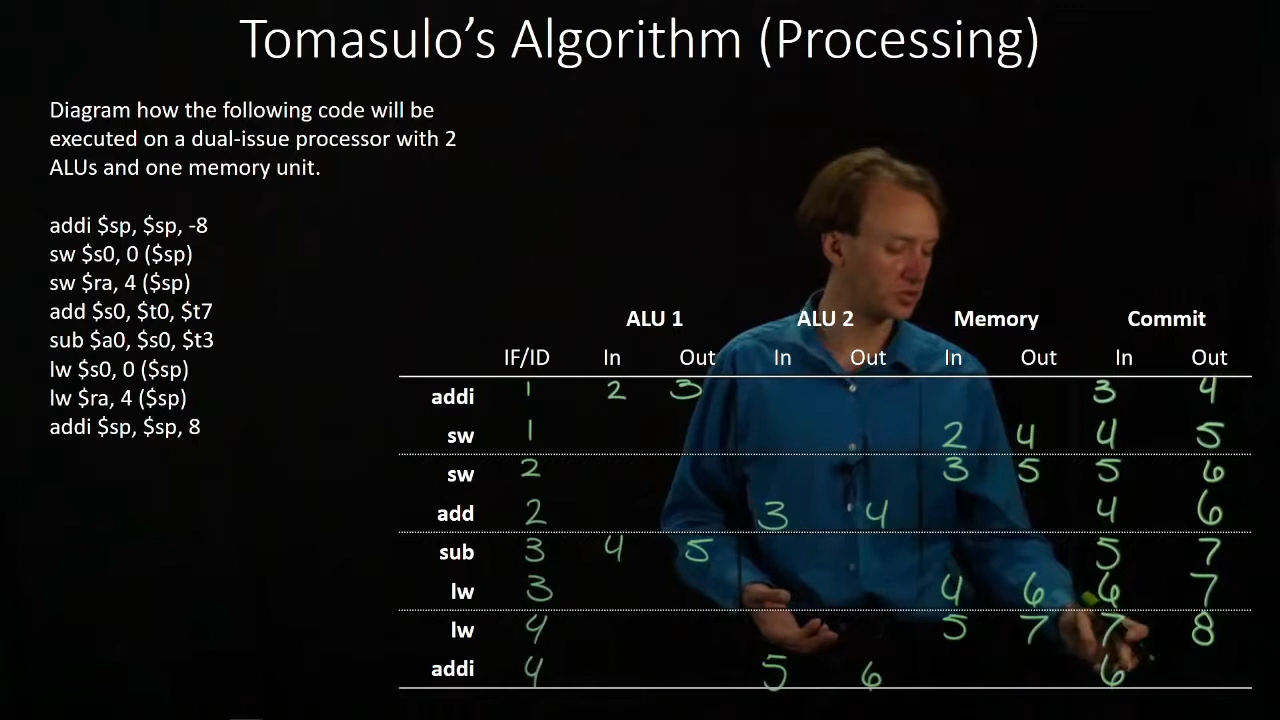 Tomasulo’s Algorithm (Processing)
Diagram how the following code will be
executed on a dual-issue processor with 2
ALUs and one memory unit.
addi $sp, $sp, -8
sw $s0, 0 ($sp)
sw $ra, 4 ($sp)
add $s0, $t0, $t7
sub $a0, $s0, $t3
lw $s0, 0 ($sp)
lw $ra, 4 ($sp)
addi $sp, $sp, 8
ALU 1 ALU 2 Memory Commit
IF/ID In Out In Out In Out In Out
addi 1 2 3 3 4
sw 1 2 4 4 5
sw 2 3 5 5 6
add 2 3 4 4 6
sub 3 4 5 5 7
lw 3 4 6 6 7
lw 4 5 7 7 8
addi 4 5 6 6